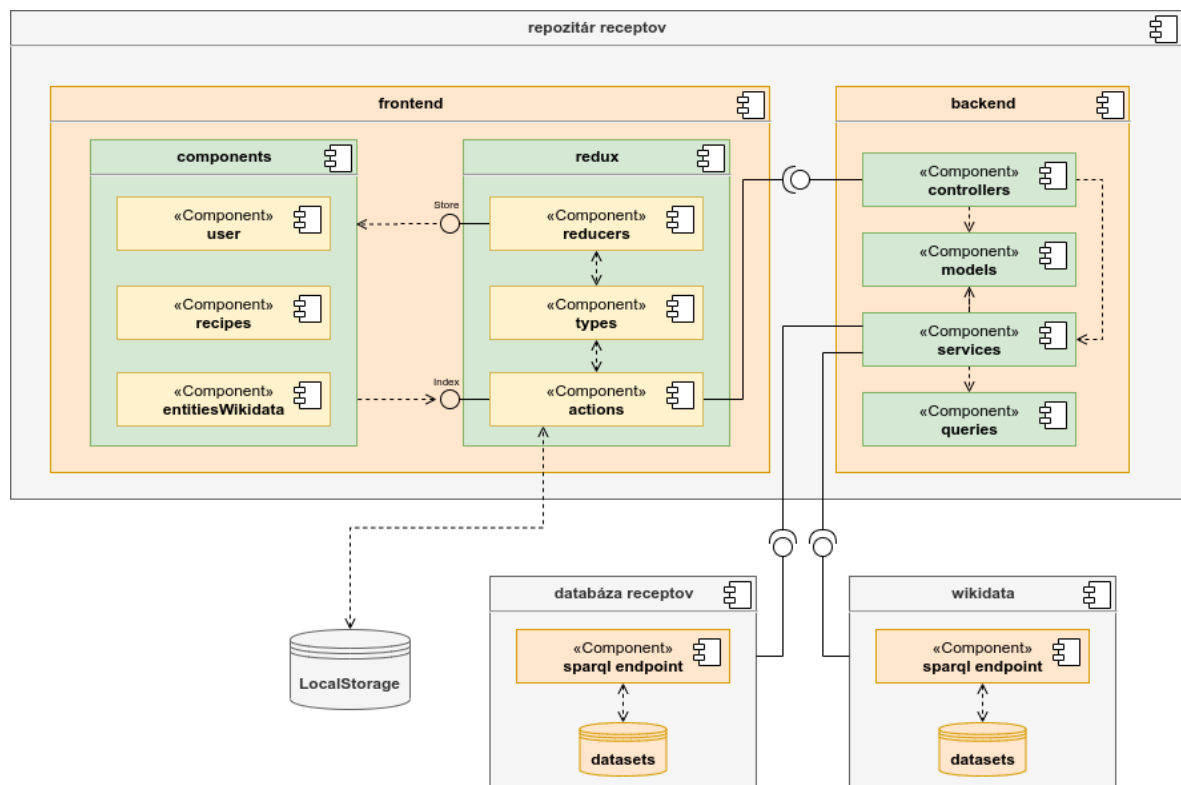 repozitár receptov
frontend
backend
components
redux
«Component»
user
Store
«Component»
reducers
«Component»
controllers
«Component»
models
«Component»
recipes
«Component»
types
«Component»
services
«Component»
entitiesWikidata
Index
«Component»
actions
«Component»
queries
databáza receptov
wikidata
«Component»
sparql endpoint
«Component»
sparql endpoint
LocalStorage
datasets
datasets